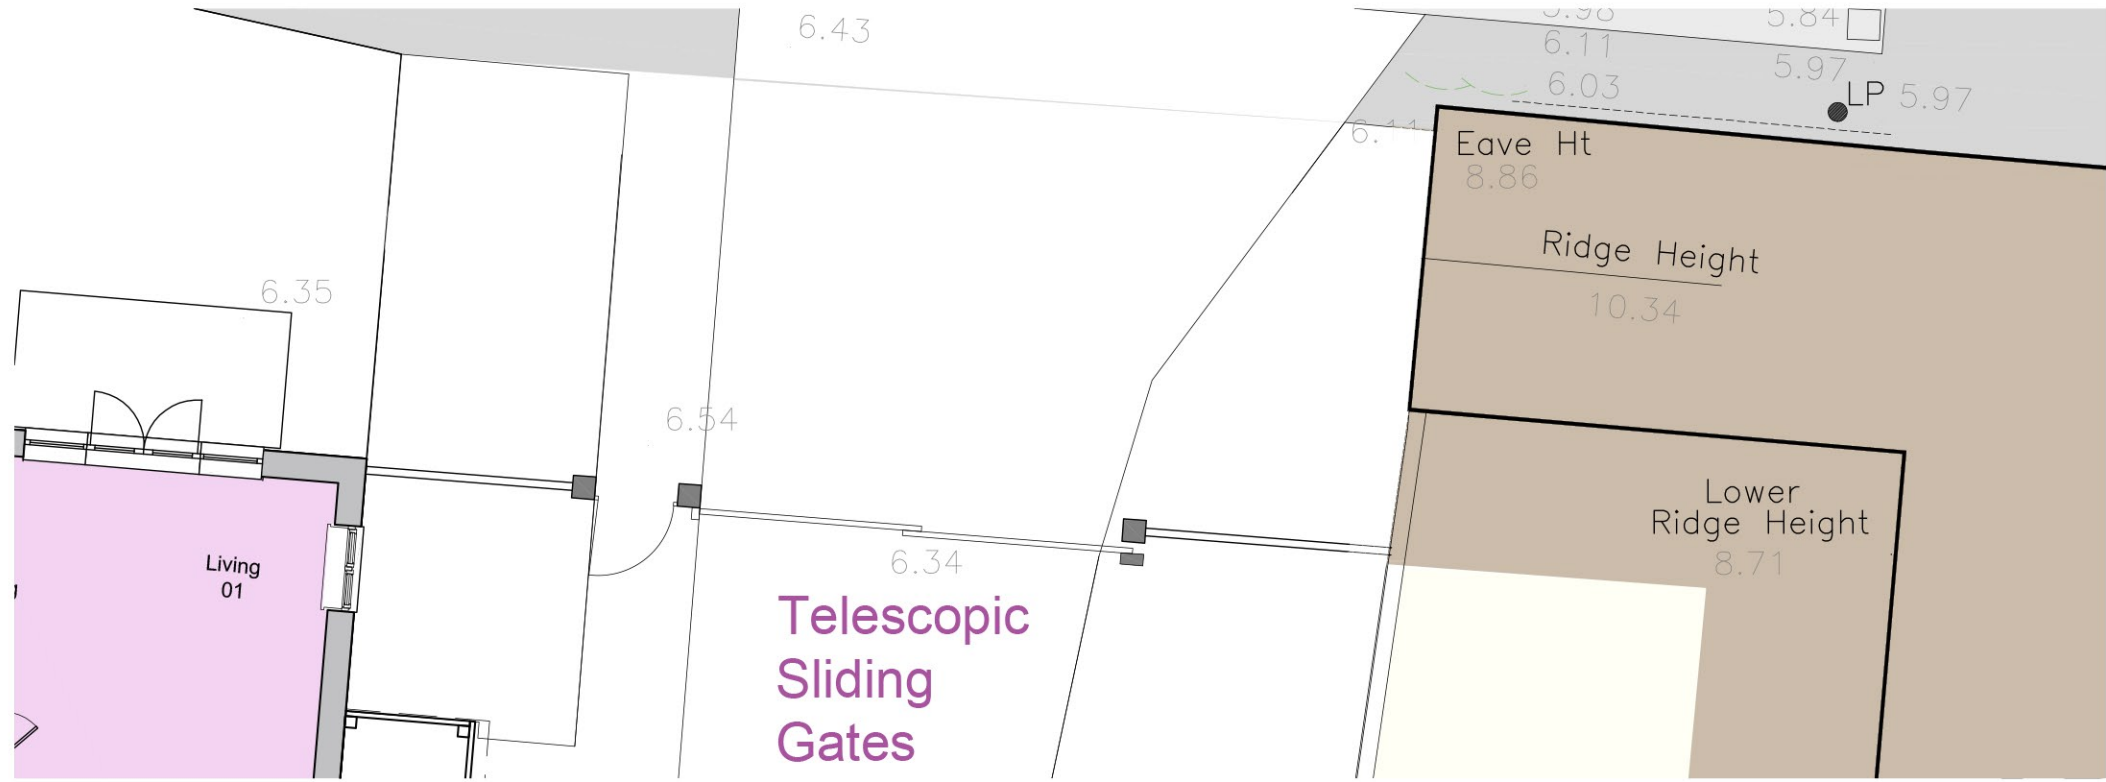 6.43
5.84
6.11
5.97
6.03
LP
5.97
Eave Ht
8.86
Ridge Height
6.35
10.34
6.54
Lower
Ridge Height
8.71
6.34
Living
01
Telescopic
Sliding
Gates